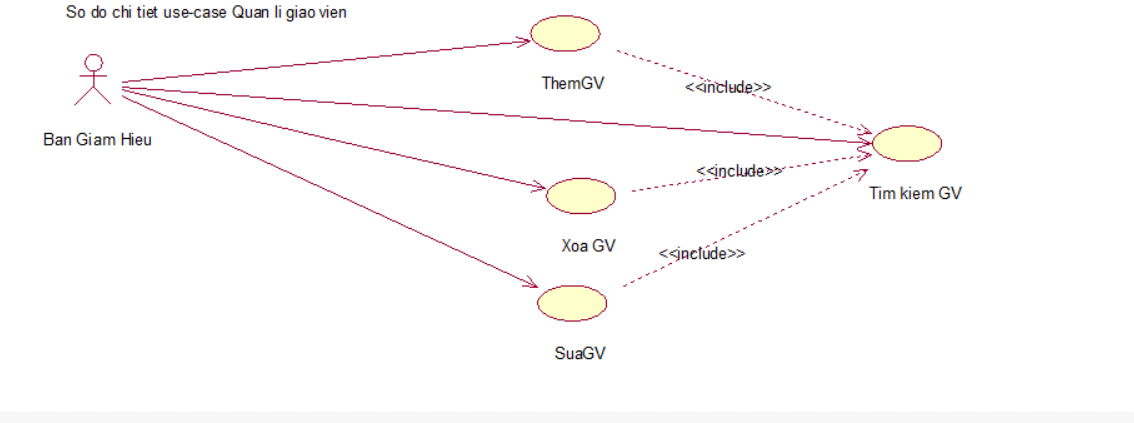 So do chi tiet use-case Quan li giao vien
ThemGV
<<include>>
Ban Giam Hieu
<<include>>
Tim kiem GV
Xoa GV
<<include>>
SuaGV